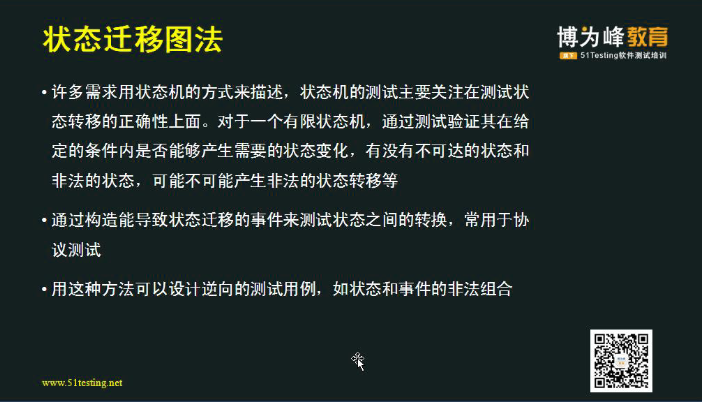 状态迁移图法
博为峰教育
51Testing软件测试培训
• 许多需求用状态机的方式来描述，状态机的测试主要关注在测试状
态转移的正确性上面。对于一个有限状态机，通过测试验证其在给
定的条件内是否能够产生需要的状态变化，有没有不可达的状态和
非法的状态，可能不可能产生非法的状态转移等
• 通过构造能导致状态迁移的事件来测试状态之间的转换，常用于协
议测试
• 用这种方法可以设计逆向的测试用例，如状态和事件的非法组合
www.51testing.net